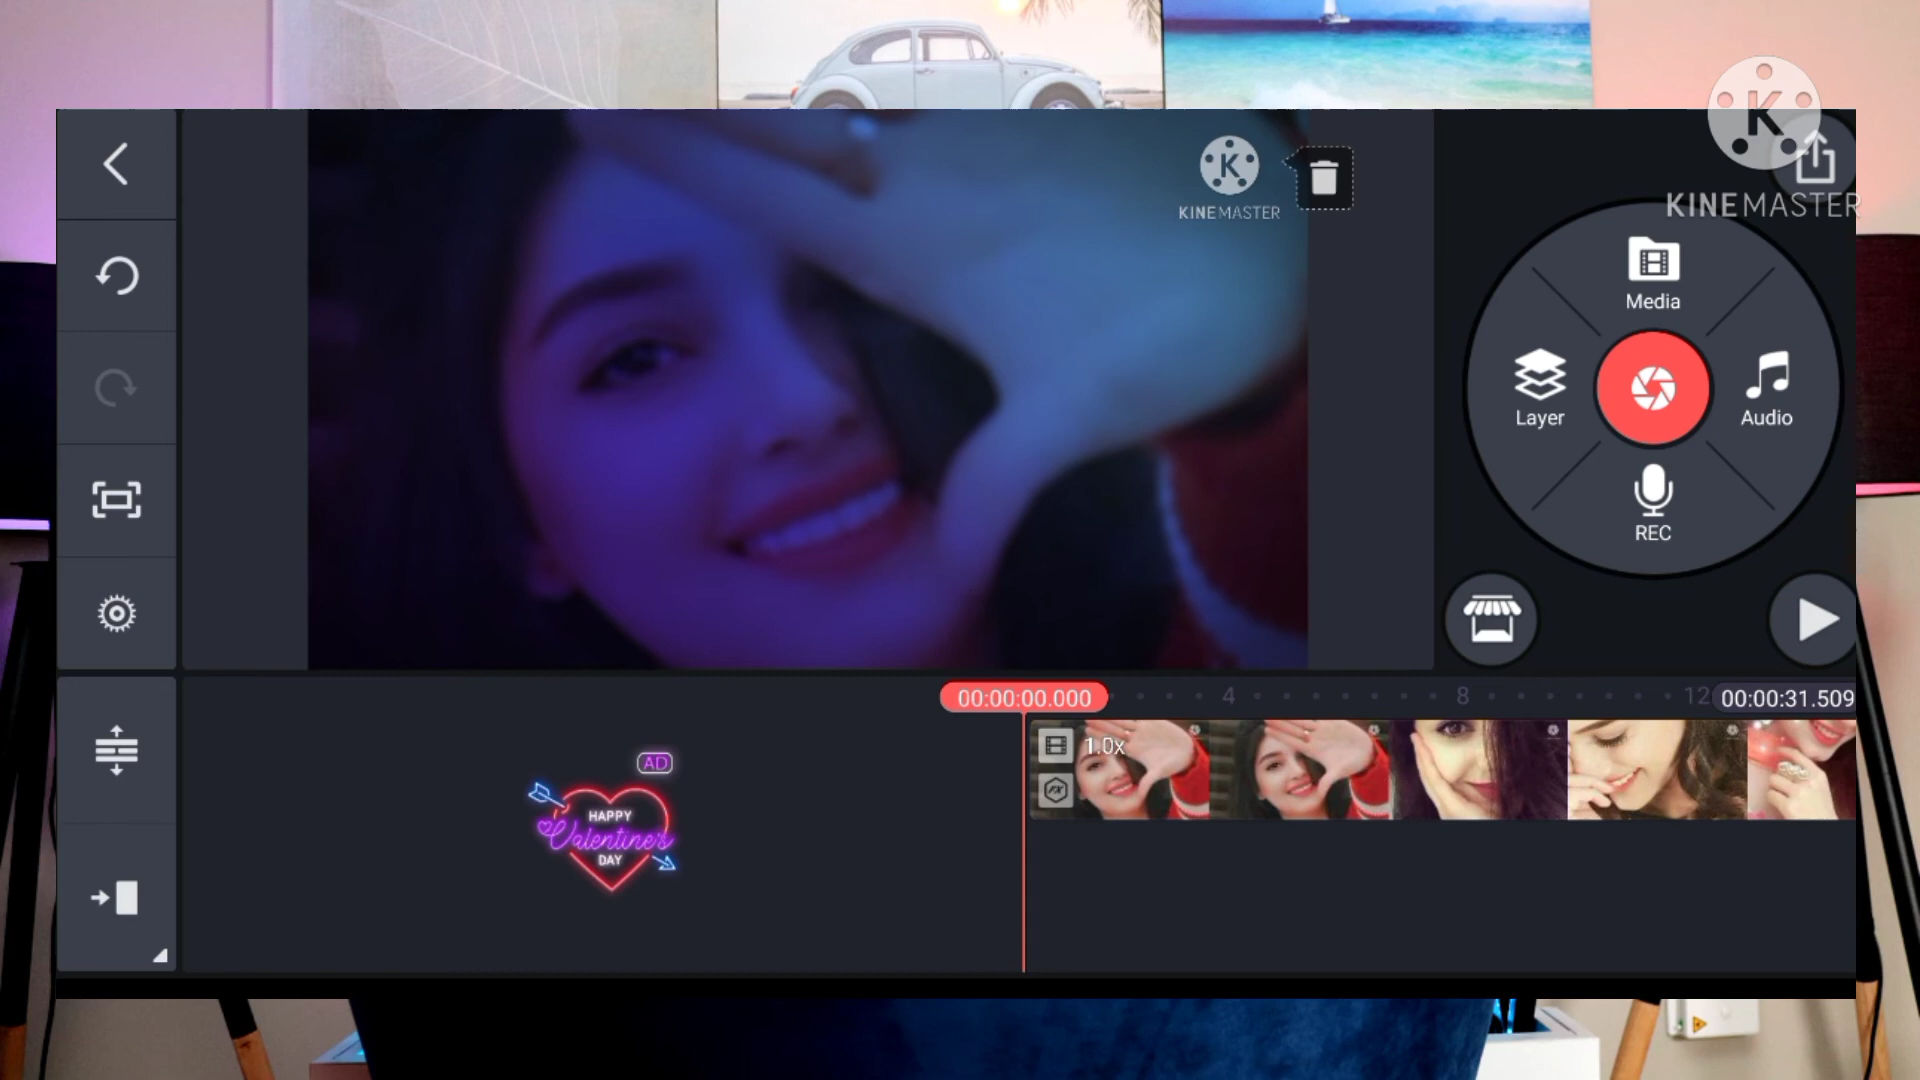 K
KINEMASTER
K
KINEMASTER
Media
Layer
Audio
REC
00:00:00.000
4
8
12
00:00:31.509
1.0x
AD
HAPPY
Valentine's
DAY